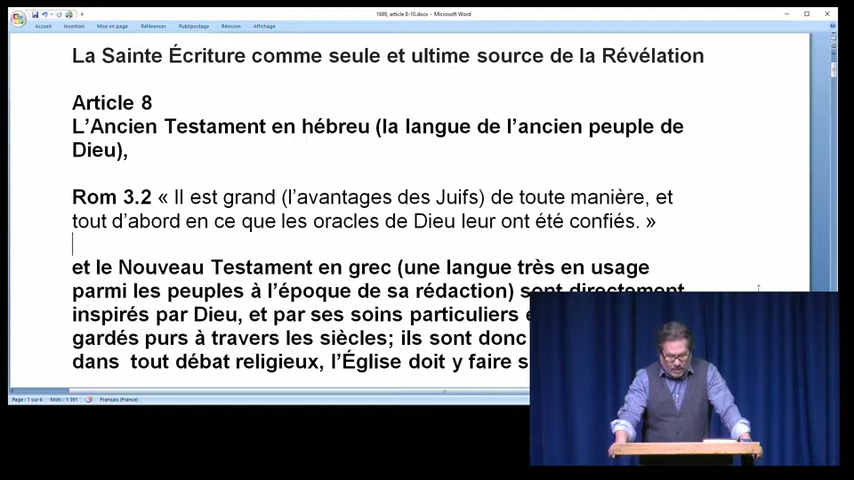 1689, article 8-10.docx - Microsoft Word
Accueil Insertion Mise en page Références Publipostage Révision Affichage
La Sainte Écriture comme seule et ultime source de la Révélation
Article 8
L’Ancien Testament en hébreu (la langue de l’ancien peuple de
Dieu),
Rom 3.2 « Il est grand (l’avantages des Juifs) de toute manière, et
tout d’abord en ce que les oracles de Dieu leur ont été confiés. »
et le Nouveau Testament en grec (une langue très en usage
parmi les peuples à l’époque de sa rédaction) sont directement
inspirés par Dieu, et par ses soins particuliers
gardés purs à travers les siècles; ils sont donc
dans tout débat religieux, l’Église doit y faire
Page : 1 sur 6 Mots : 1 391 Français (France)